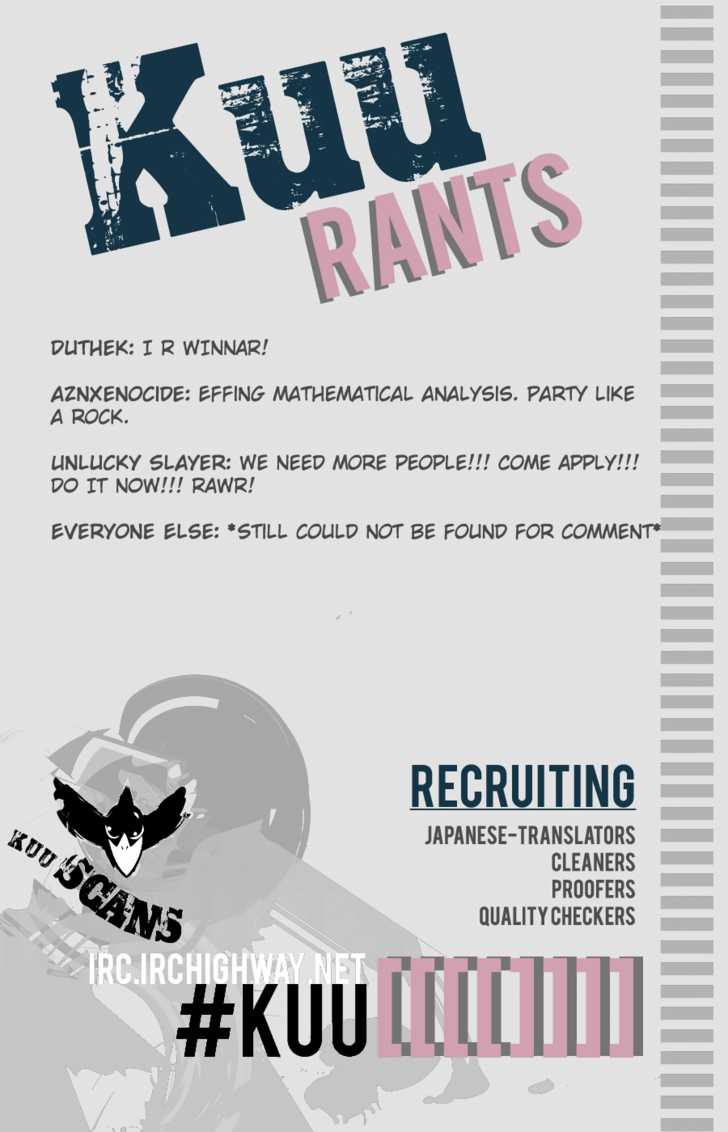 Kuu
RANTS
DUTHEK: I R WINNAR!
AZNXENOCIDE: EFFING MATHEMATICAL ANALYSIS. PARTY LIKE
A ROCK.
UNLUCKY SLAYER: WE NEED MORE PEOPLE!!! COME APPLY!!!
DO IT NOW!!! RAWR!
EVERYONE ELSE: *STILL COULD NOT BE FOUND FOR COMMENT*
RECRUITING
JAPANESE-TRANSLATORS
CLEANERS
PROOFERS
QUALITY CHECKERS
KUU SCANS
IRC.IRCHIGHWAY.NET
#KUU[[[[[]]]]]